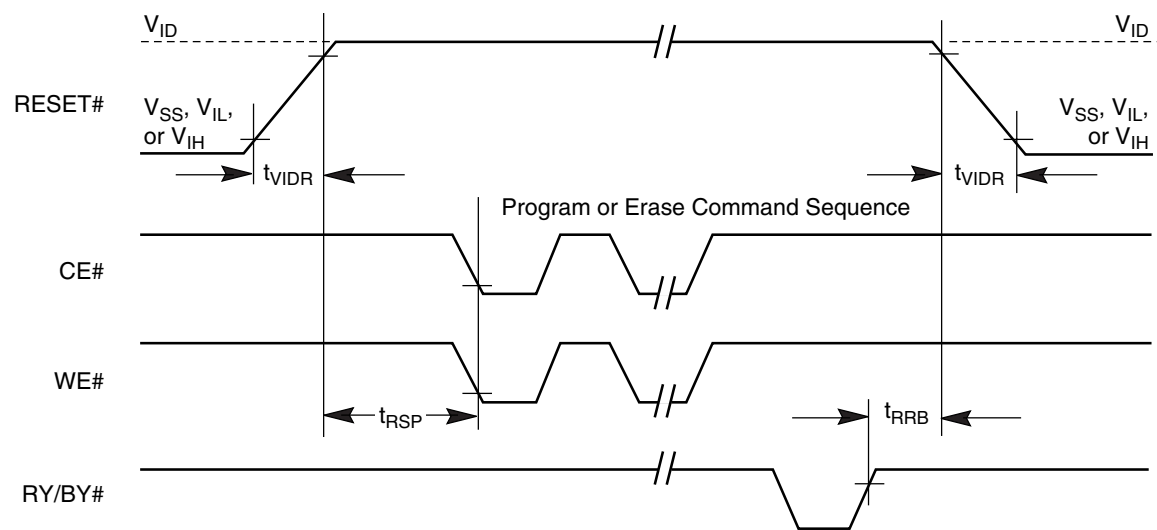 V_ID
V_ID
RESET#
V_SS, V_IL,
or V_IH
V_SS, V_IL,
or V_IH
t_VIDR
t_VIDR
Program or Erase Command Sequence
CE#
WE#
t_RSP
t_RRB
RY/BY#